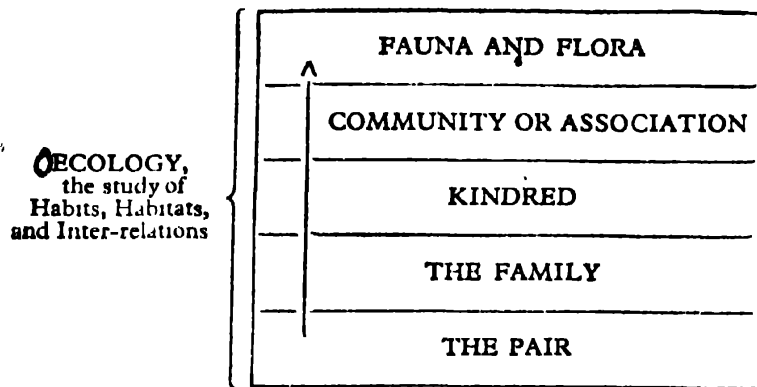 OECOLOGY,
the study of
Habits, Habitats,
and Inter-relations
FAUNA AND FLORA
COMMUNITY OR ASSOCIATION
KINDRED
THE FAMILY
THE PAIR